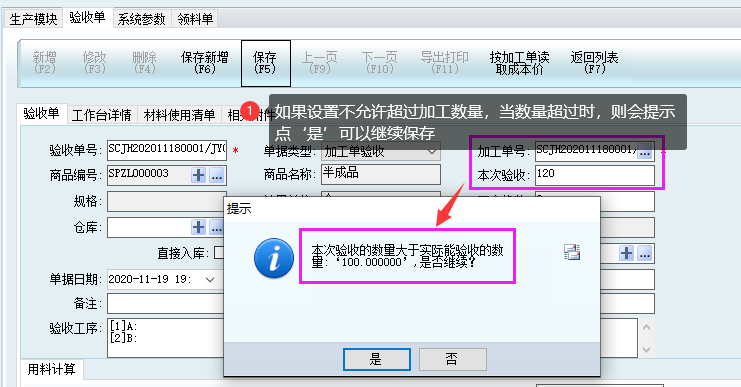 生产模块 验收单 系统参数 领料单
新增 修改 删除 保存新增 保存 上一页 下一页 导出打印 按加工单读 返回列表
(F2) (F3) (F4) (F6) (F5) (F9) (F10) (F11) 取成本价 (F7)
验收单 工作台详情 材料使用清单
1 如果设置不允许超过加工数量，当数量超过时，则会提示
点‘是’可以继续保存
验收单号: * 单据类型: 加工单验收 加工单号: SCJH202011180001/ ...
商品编号: SPZL000003 + ... 商品名称: 半成品 本次验收: 120
规格:
仓库: + ... 提示 + ...
直接入库:
本次验收的数量大于实际能验收的数
量:‘100.000000’,是否继续?
单据日期: 2020-11-19 19:
备注:
验收工序: [1]A:
[2]B:
是 否
用料计算